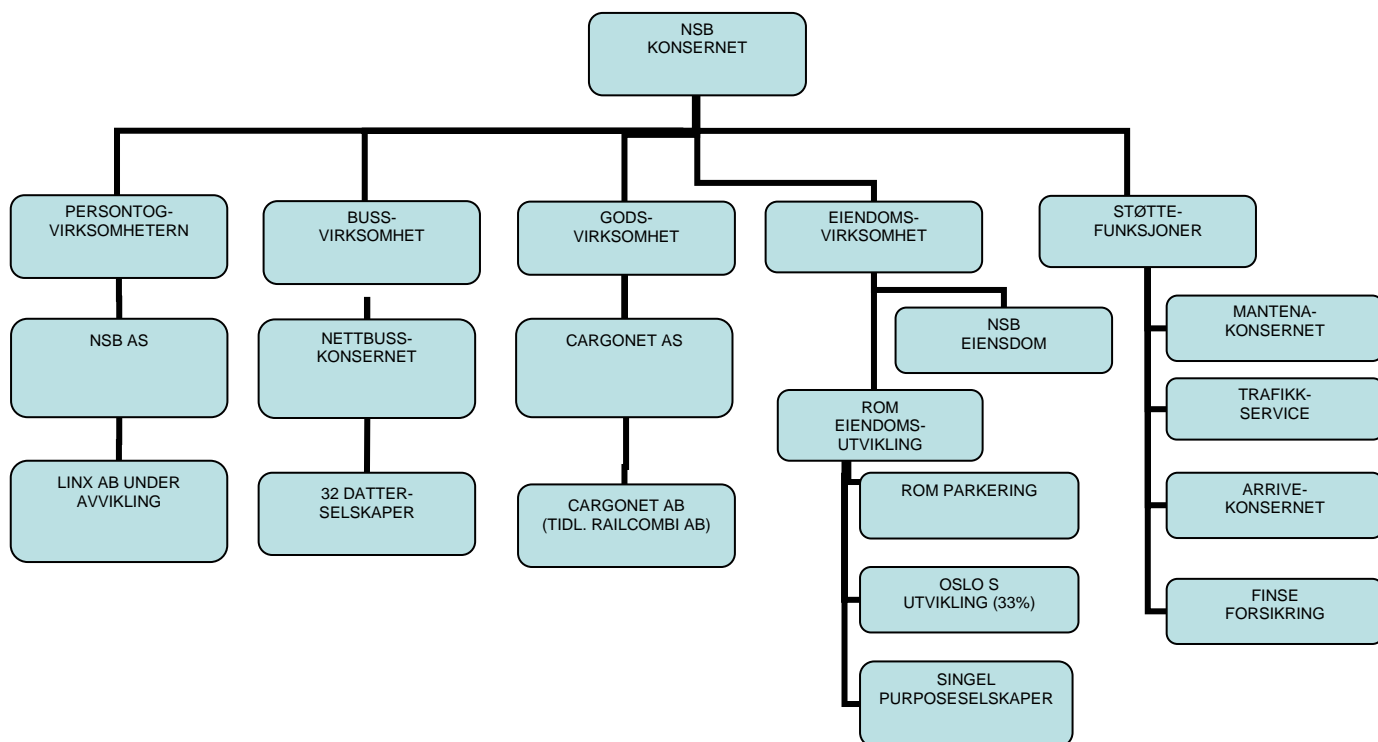 NSB
KONSERNET
PERSONTOG-
VIRKSOMHETERN
BUSS-
VIRKSOMHET
GODS-
VIRKSOMHET
EIENDOMS-
VIRKSOMHET
STØTTE-
FUNKSJONER
NSB AS
NETTBUSS-
KONSERNET
CARGONET AS
NSB
EIENSDOM
MANTENA-
KONSERNET
TRAFIKK-
SERVICE
ROM
EIENDOMS-
UTVIKLING
LINX AB UNDER
AVVIKLING
32 DATTER-
SELSKAPER
CARGONET AB
(TIDL. RAILCOMBI AB)
ROM PARKERING
ARRIVE-
KONSERNET
OSLO S
UTVIKLING (33%)
FINSE
FORSIKRING
SINGEL
PURPOSESELSKAPER